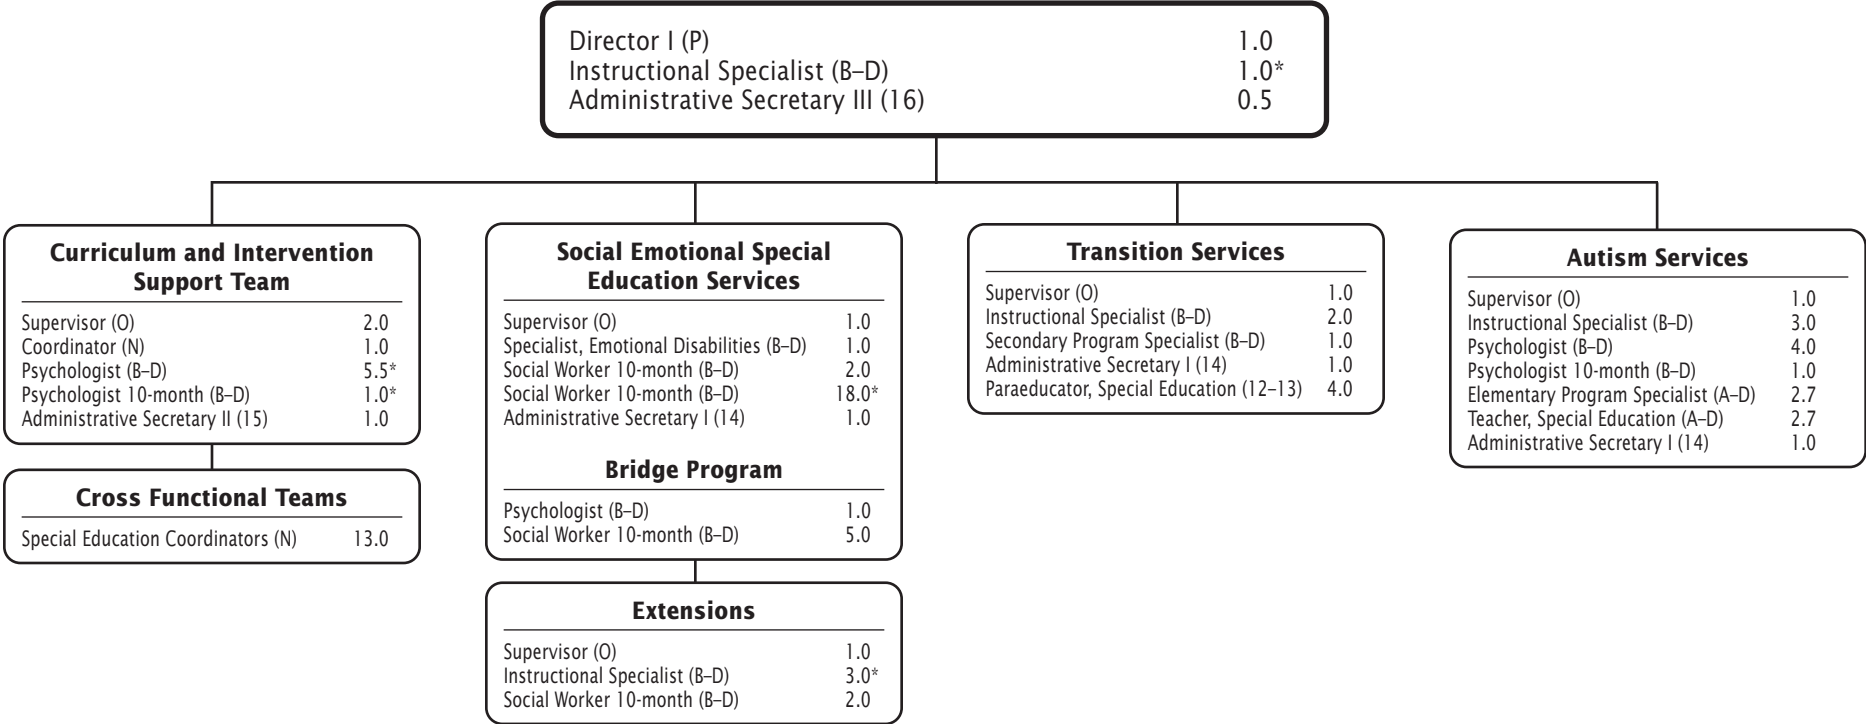 Director I (P) 1.0
Instructional Specialist (B–D) 1.0*
Administrative Secretary III (16) 0.5
Curriculum and Intervention
Support Team
Supervisor (O) 2.0
Coordinator (N) 1.0
Psychologist (B–D) 5.5*
Psychologist 10-month (B–D) 1.0*
Administrative Secretary II (15) 1.0
Cross Functional Teams
Special Education Coordinators (N) 13.0
Social Emotional Special
Education Services
Supervisor (O) 1.0
Specialist, Emotional Disabilities (B–D) 1.0
Social Worker 10-month (B–D) 2.0
Social Worker 10-month (B–D) 18.0*
Administrative Secretary I (14) 1.0
Bridge Program
Psychologist (B–D) 1.0
Social Worker 10-month (B–D) 5.0
Extensions
Supervisor (O) 1.0
Instructional Specialist (B–D) 3.0*
Social Worker 10-month (B–D) 2.0
Transition Services
Supervisor (O) 1.0
Instructional Specialist (B–D) 2.0
Secondary Program Specialist (B–D) 1.0
Administrative Secretary I (14) 1.0
Paraeducator, Special Education (12–13) 4.0
Autism Services
Supervisor (O) 1.0
Instructional Specialist (B–D) 3.0
Psychologist (B–D) 4.0
Psychologist 10-month (B–D) 1.0
Elementary Program Specialist (A–D) 2.7
Teacher, Special Education (A–D) 2.7
Administrative Secretary I (14) 1.0